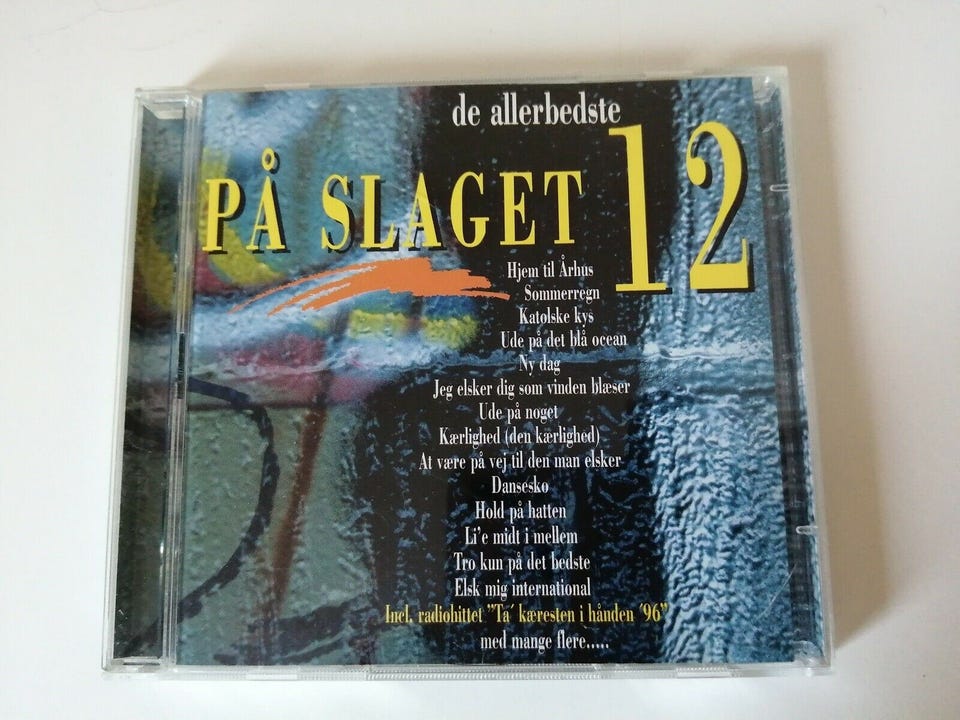 de allerbedste
PÅ SLAGET 12
Hjem til Århus
Sommerregn
Katolske kys
Ude på det blå ocean
Ny dag
Jeg elsker dig som vinden blæser
Ude på noget
Kærlighed (den kærlighed)
At være på vej til den man elsker
Dansesko
Hold på hatten
Li'e midt i mellem
Tro kun på det bedste
Elsk mig international
Incl. radiohittet "Ta´ kæresten i hånden ´96"
med mange flere.....